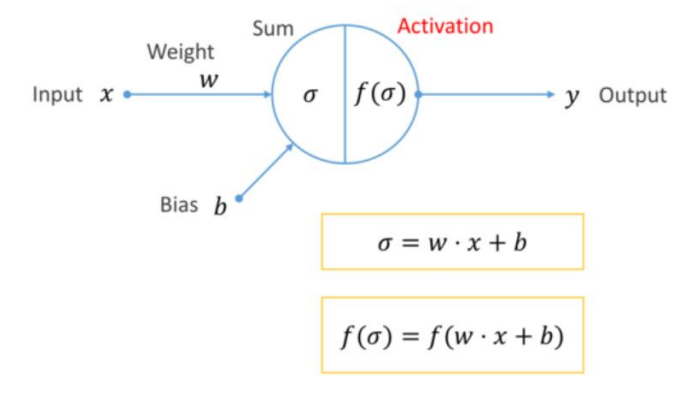 Sum
Activation
Weight
w
Input x
σ
f(σ)
y Output
Bias b
σ = w · x + b
f(σ) = f(w · x + b)